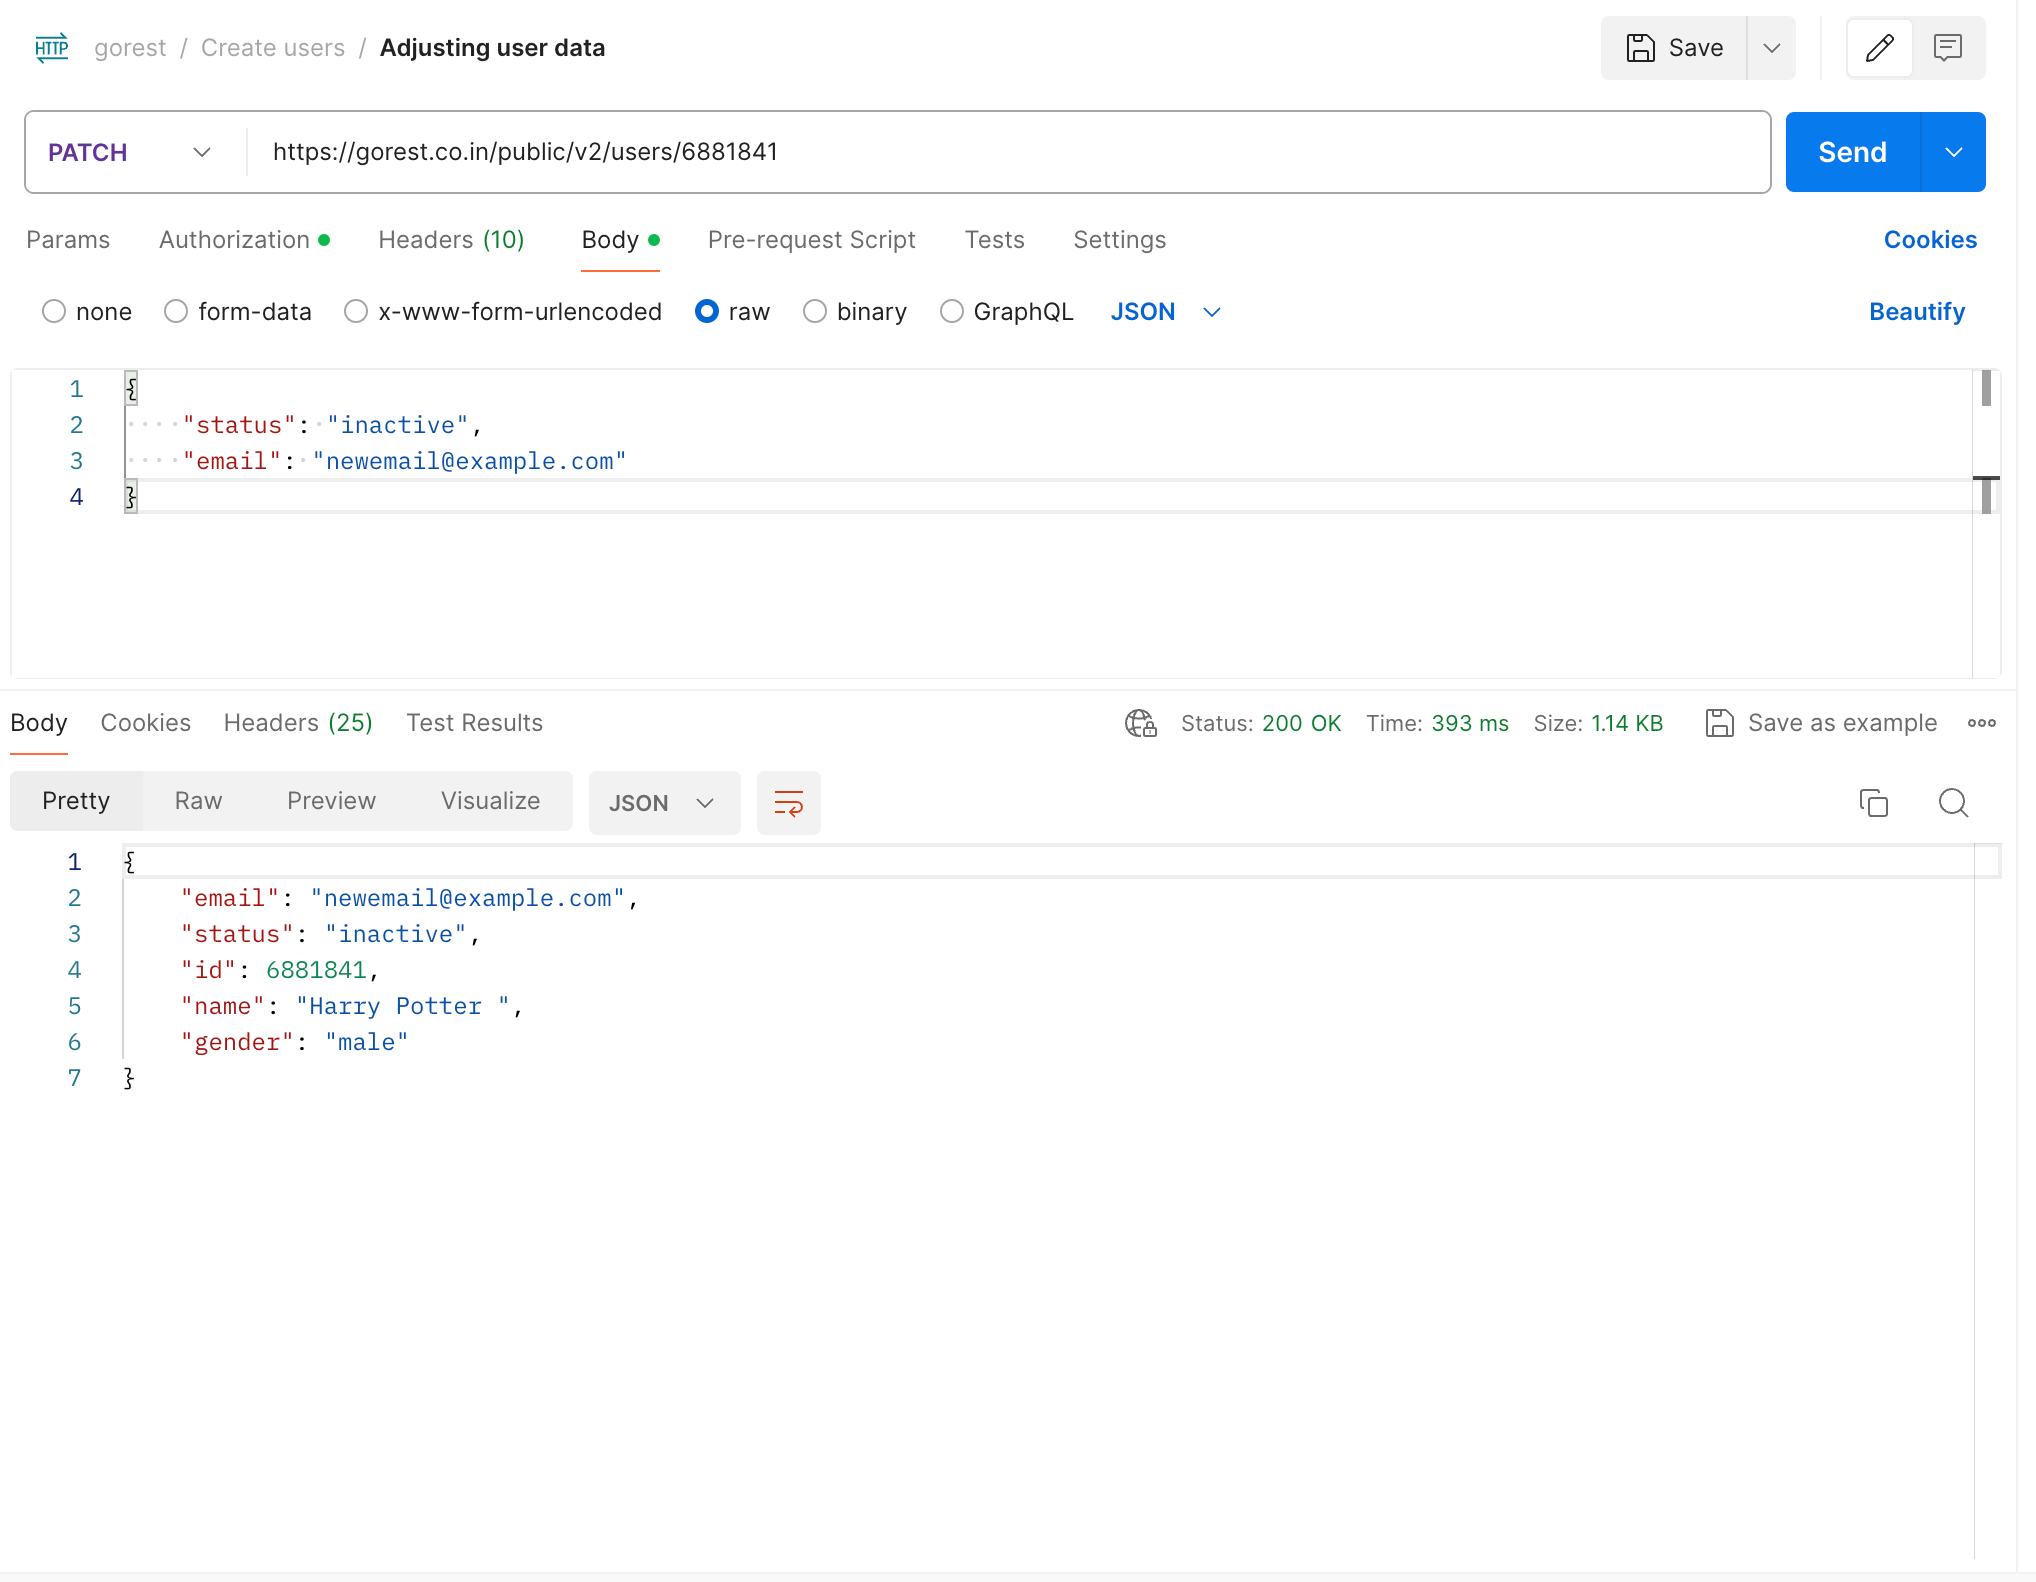 HTTP gorest / Create users / Adjusting user data Save
PATCH https://gorest.co.in/public/v2/users/6881841 Send
Params Authorization Headers (10) Body Pre-request Script Tests Settings Cookies
none form-data x-www-form-urlencoded raw binary GraphQL JSON Beautify
1 {
2 "status": "inactive",
3 "email": "newemail@example.com"
4 }
Body Cookies Headers (25) Test Results Status: 200 OK Time: 393 ms Size: 1.14 KB Save as example
Pretty Raw Preview Visualize JSON
1 {
2 "email": "newemail@example.com",
3 "status": "inactive",
4 "id": 6881841,
5 "name": "Harry Potter ",
6 "gender": "male"
7 }